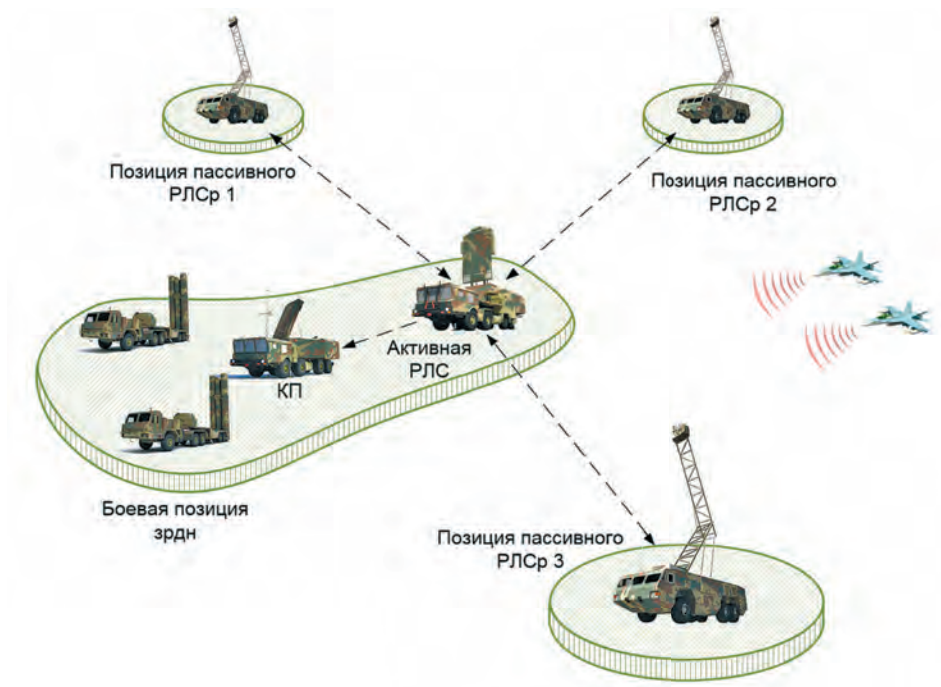 Позиция пассивного
РЛСр 1
Позиция пассивного
РЛСр 2
Активная
РЛС
КП
Боевая позиция
зрдн
Позиция пассивного
РЛСр 3